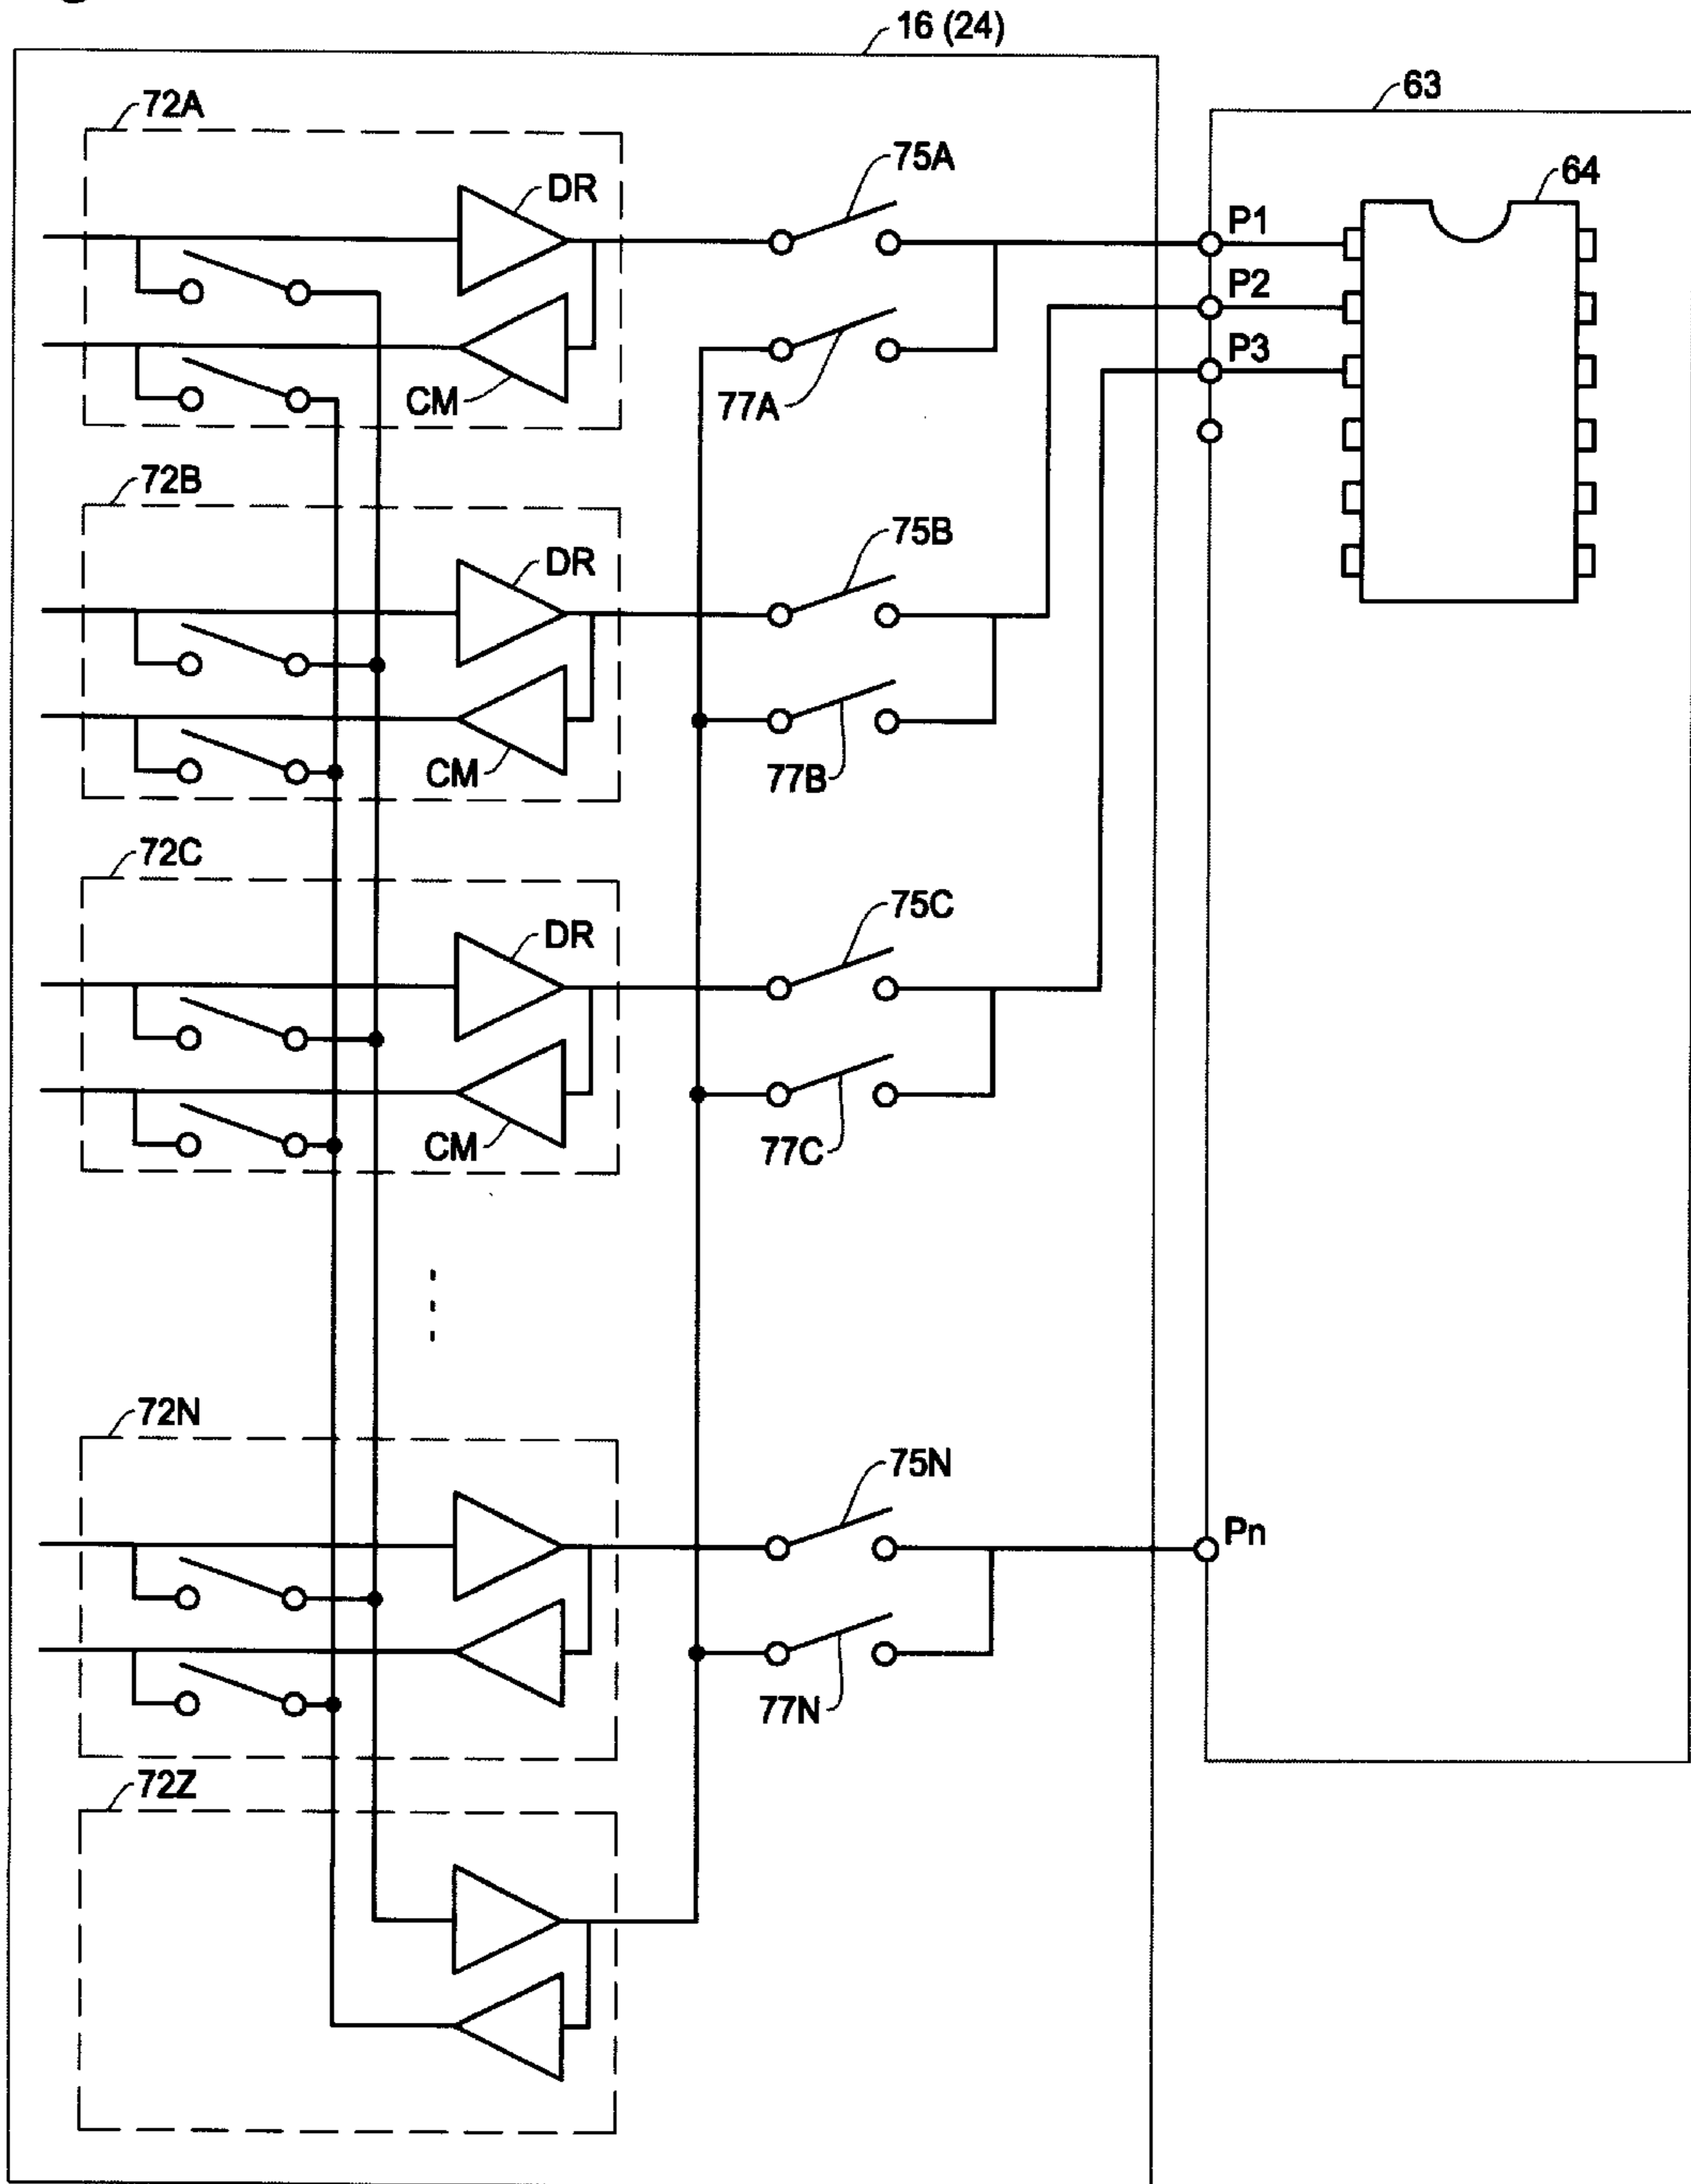 16 (24)
63
72A
75A
64
DR
P1
P2
P3
CM
77A
72B
75B
DR
CM
77B
72C
75C
DR
CM
77C
72N
75N
Pn
77N
72Z